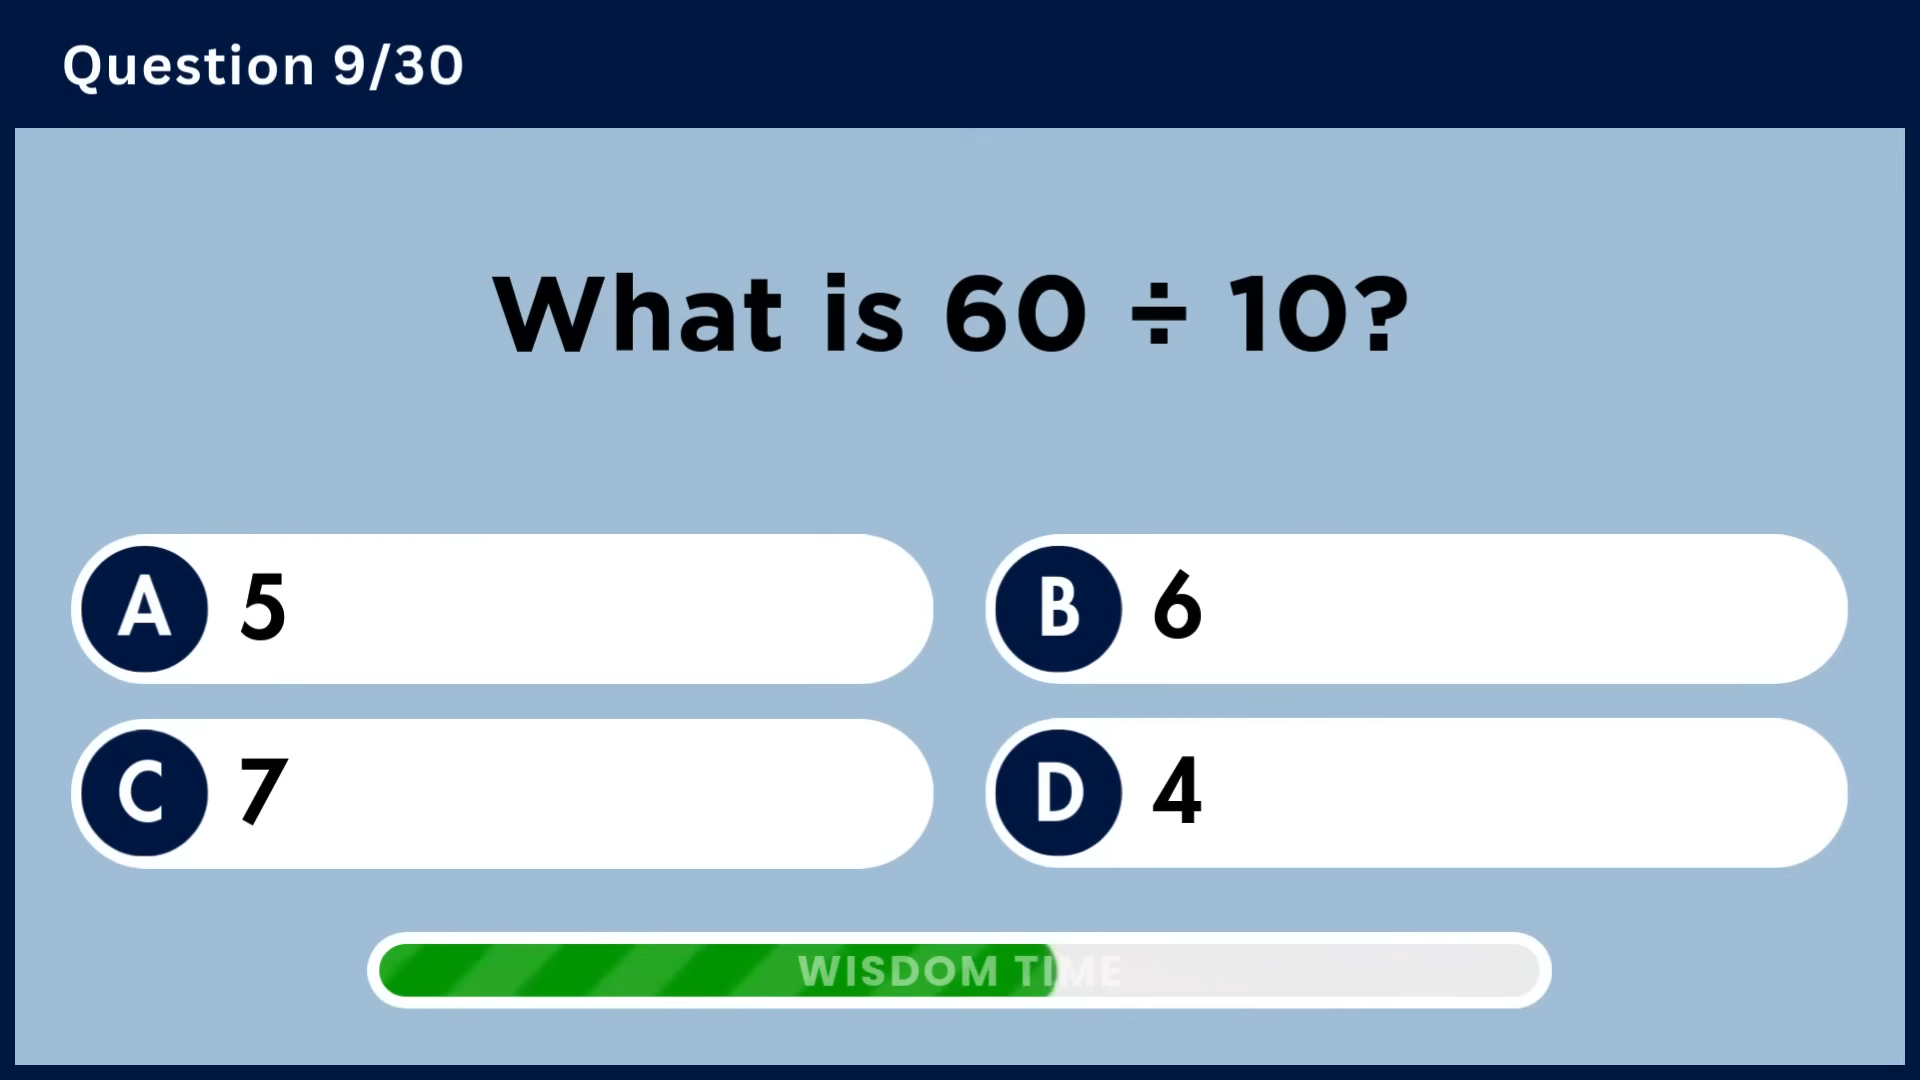 Question 9/30
What is 60 ÷ 10?
A 5
B 6
C 7
D 4
WISDOM TIME